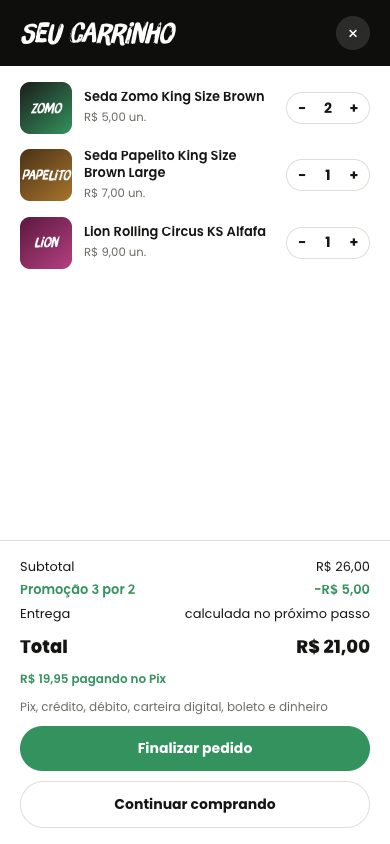 SEU CARRINHO
×
ZOMO
Seda Zomo King Size Brown
R$ 5,00 un.
- 2 +
PAPELITO
Seda Papelito King Size
Brown Large
R$ 7,00 un.
- 1 +
LION
Lion Rolling Circus KS Alfafa
R$ 9,00 un.
- 1 +
Subtotal R$ 26,00
Promoção 3 por 2 -R$ 5,00
Entrega calculada no próximo passo
Total R$ 21,00
R$ 19,95 pagando no Pix
Pix, crédito, débito, carteira digital, boleto e dinheiro
Finalizar pedido
Continuar comprando